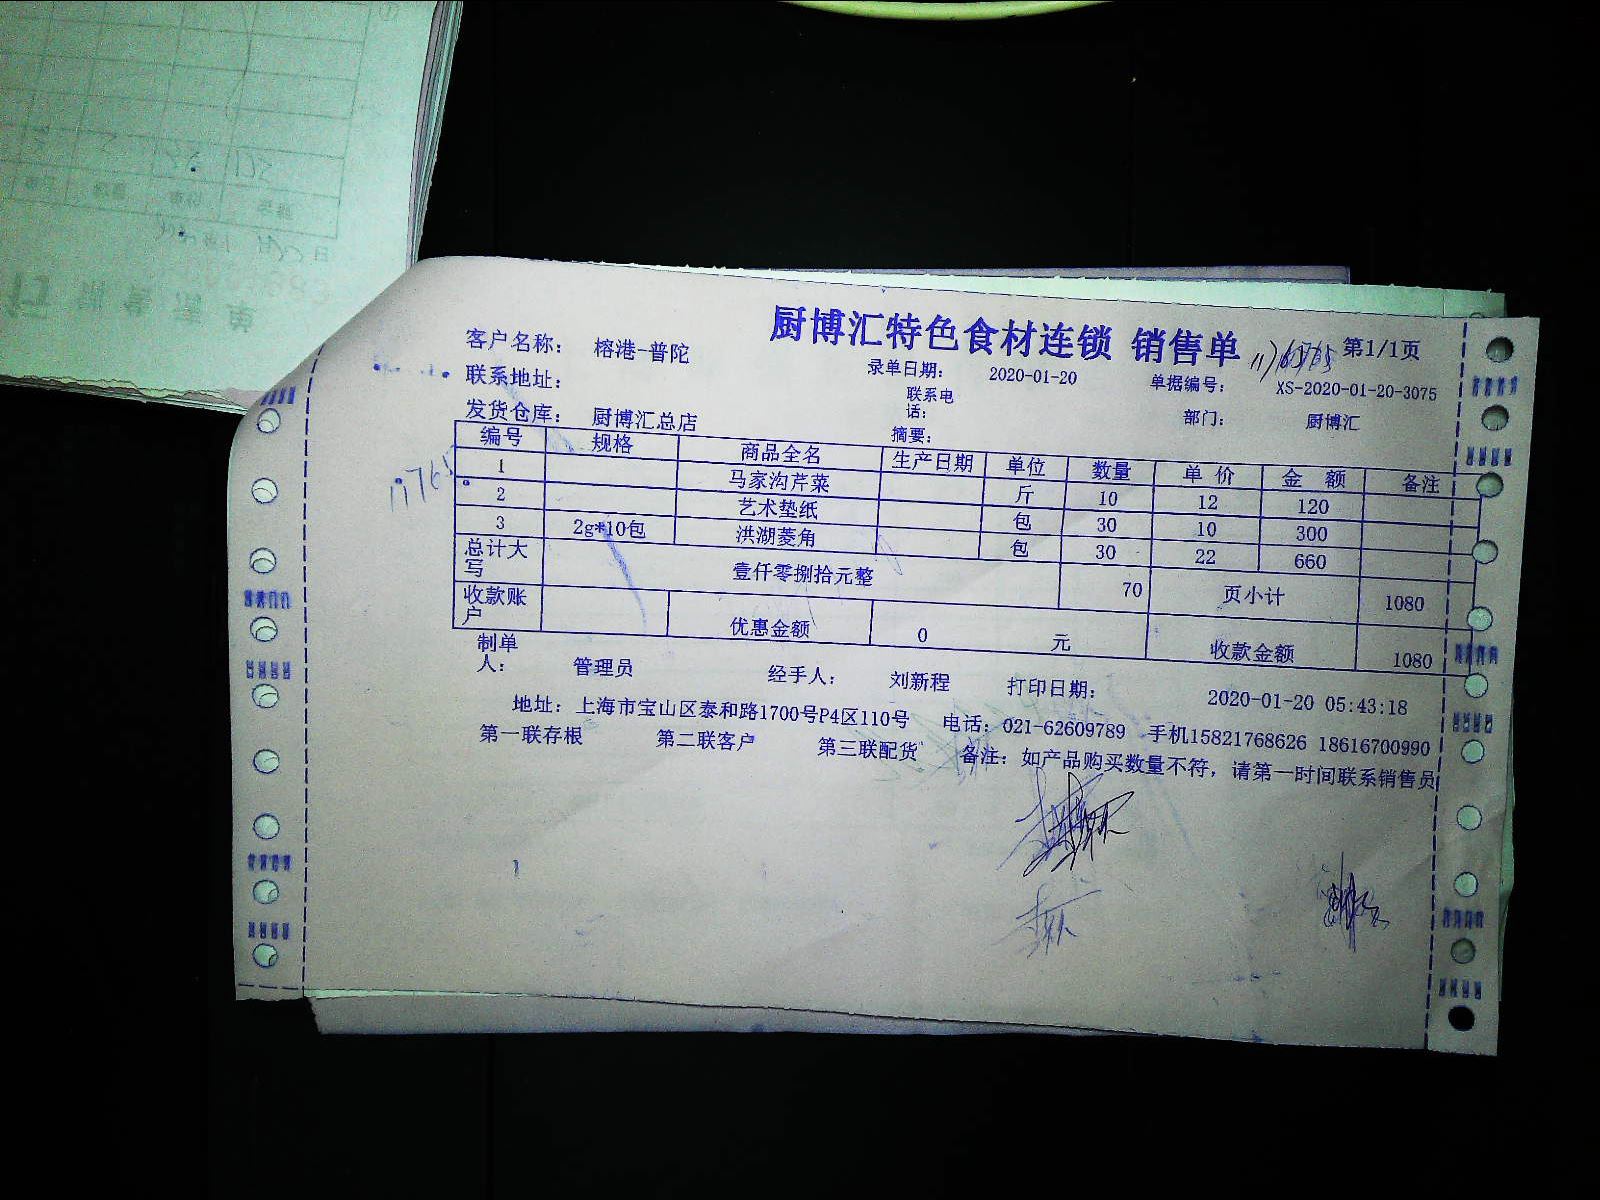 厨博汇特色食材连锁 销售单 第1/1页
客户名称： 榕港-普陀 录单日期： 2020-01-20 单据编号： XS-2020-01-20-3075
联系地址： 联系电话： 部门： 厨博汇
发货仓库： 厨博汇总店 摘要：
编号 规格 商品全名 生产日期 单位 数量 单价 金额 备注
1 马家沟芹菜 斤 10 12 120
2 艺术垫纸 包 30 10 300
3 2g*10包 洪湖菱角 包 30 22 660
总计大写 壹仟零捌拾元整 70 页小计 1080
收款账户 优惠金额 0 元 收款金额 1080
制单人： 管理员 经手人： 刘新程 打印日期： 2020-01-20 05:43:18
地址：上海市宝山区泰和路1700号P4区110号 电话：021-62609789 手机15821768626 18616700990
第一联存根 第二联客户 第三联配货 备注：如产品购买数量不符，请第一时间联系销售员